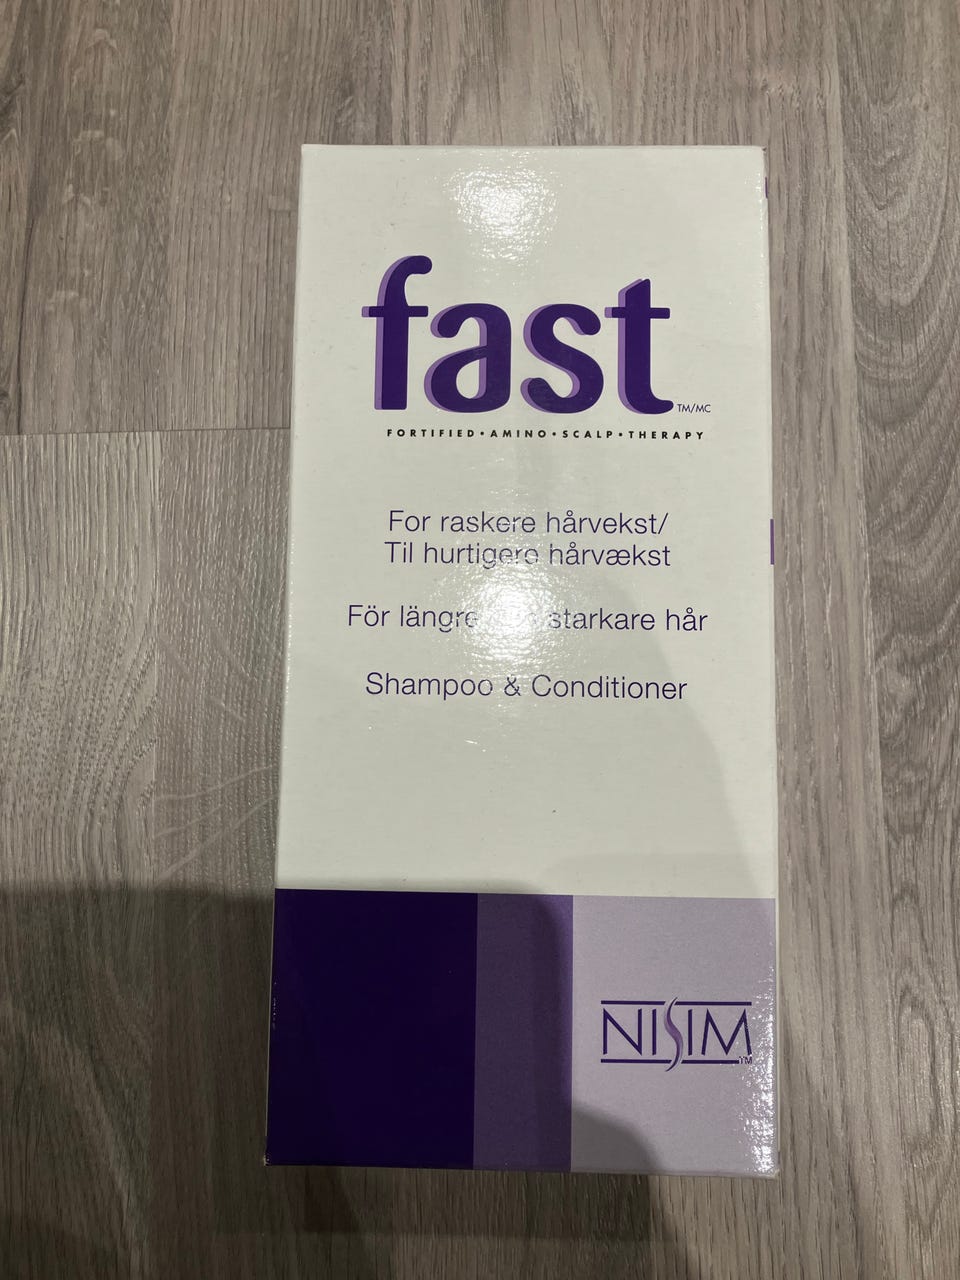 fast
TM/MC
FORTIFIED • AMINO • SCALP • THERAPY
For raskere hårvekst/
Til hurtigere hårvækst
För längre starkare hår
Shampoo & Conditioner
NISIM
TM